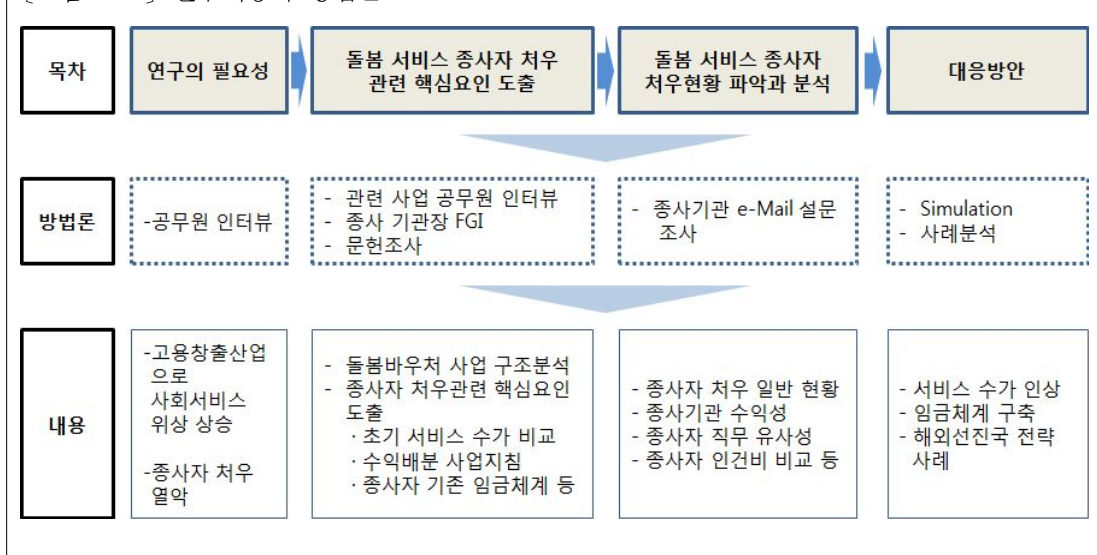 목차
연구의 필요성
돌봄 서비스 종사자 처우
관련 핵심요인 도출
돌봄 서비스 종사자
처우현황 파악과 분석
대응방안
방법론
-공무원 인터뷰
- 관련 사업 공무원 인터뷰
- 종사 기관장 FGI
- 문헌조사
- 종사기관 e-Mail 설문
조사
- Simulation
- 사례분석
내용
-고용창출산업
으로
사회서비스
위상 상승
-종사자 처우
열악
- 돌봄바우처 사업 구조분석
- 종사자 처우관련 핵심요인
도출
· 초기 서비스 수가 비교
· 수익배분 사업지침
· 종사자 기존 임금체계 등
- 종사자 처우 일반 현황
- 종사기관 수익성
- 종사자 직무 유사성
- 종사자 인건비 비교 등
- 서비스 수가 인상
- 임금체계 구축
- 해외선진국 전략
사례